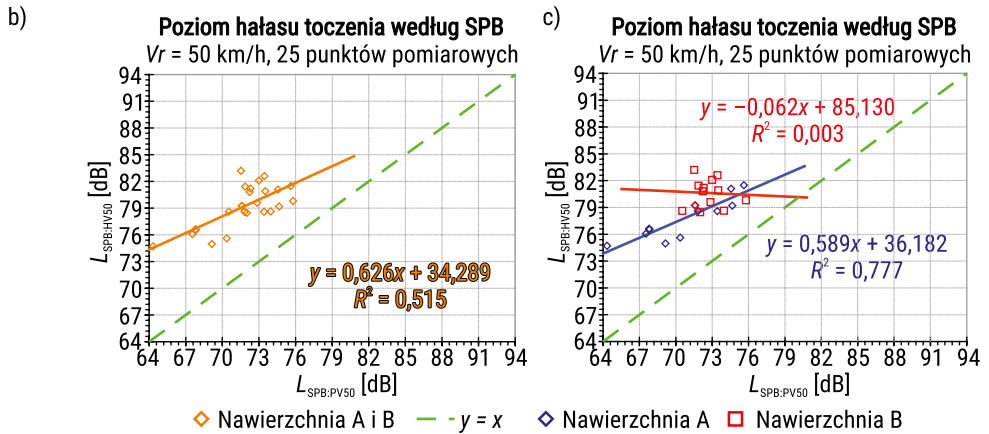 b)
Poziom hałasu toczenia według SPB
Vr = 50 km/h, 25 punktów pomiarowych
94
91
88
85
82
79
76
73
70
67
64
L SPB:HV50 [dB]
y = 0,626x + 34,289
R² = 0,515
64 67 70 73 76 79 82 85 88 91 94
L SPB:PV50 [dB]
c)
Poziom hałasu toczenia według SPB
Vr = 50 km/h, 25 punktów pomiarowych
94
91
88
85
82
79
76
73
70
67
64
L SPB:HV50 [dB]
y = −0,062x + 85,130
R² = 0,003
y = 0,589x + 36,182
R² = 0,777
64 67 70 73 76 79 82 85 88 91 94
L SPB:PV50 [dB]
Nawierzchnia A i B y = x Nawierzchnia A Nawierzchnia B